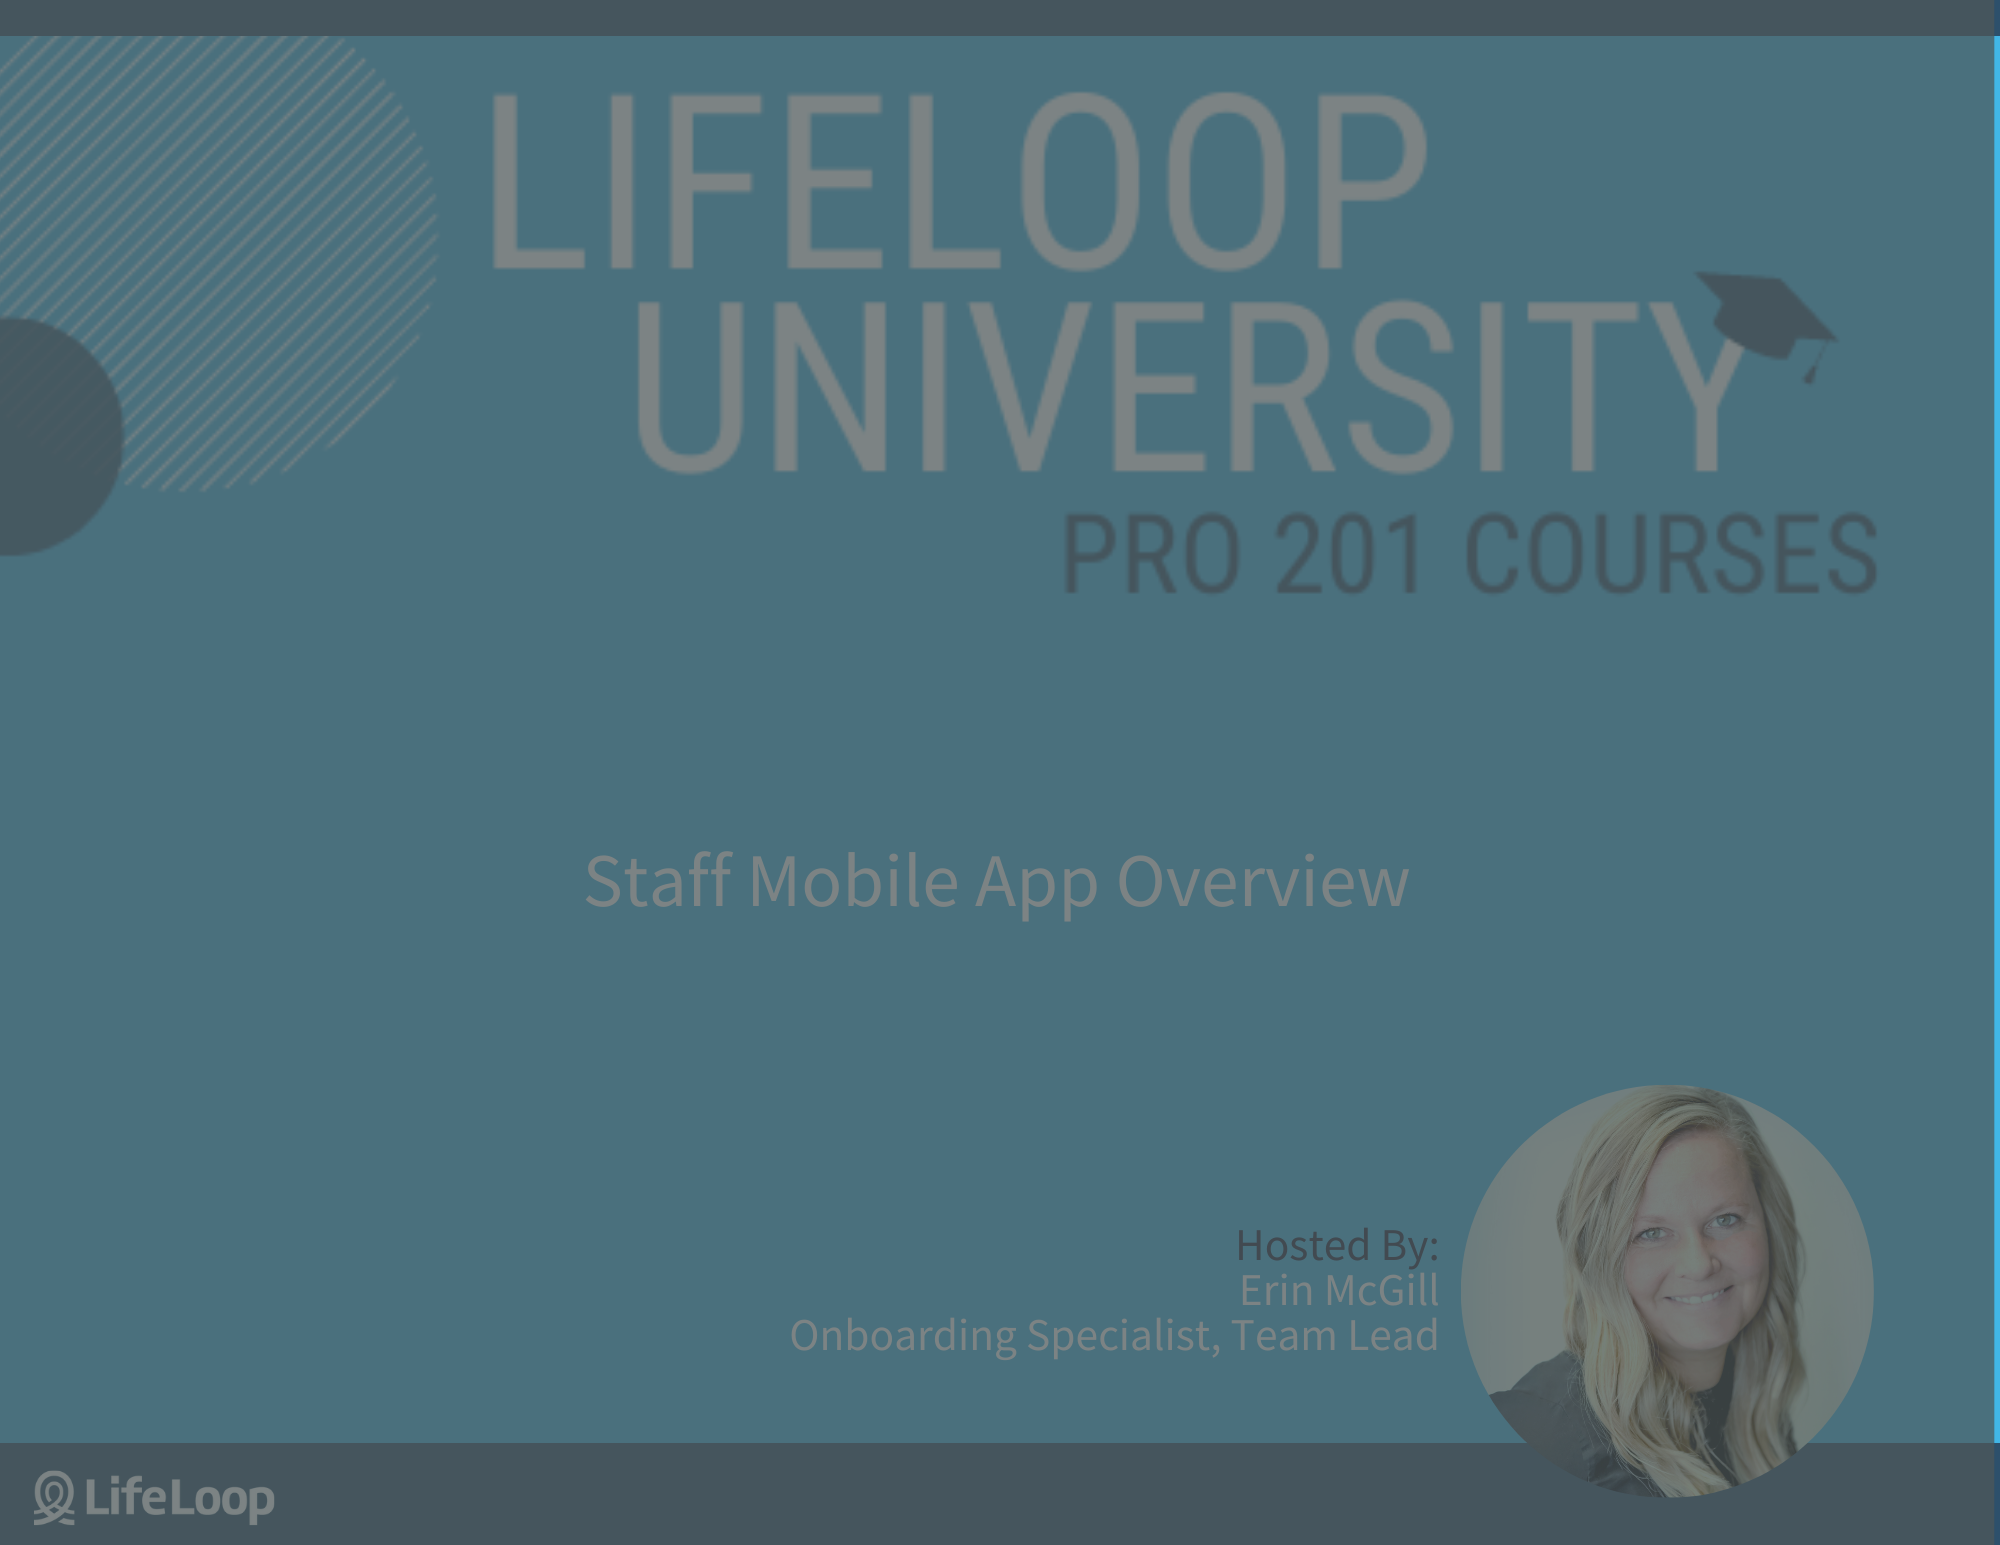 LIFELOOP
UNIVERSITY
PRO 201 COURSES
Staff Mobile App Overview
Hosted By:
Erin McGill
Onboarding Specialist, Team Lead
LifeLoop